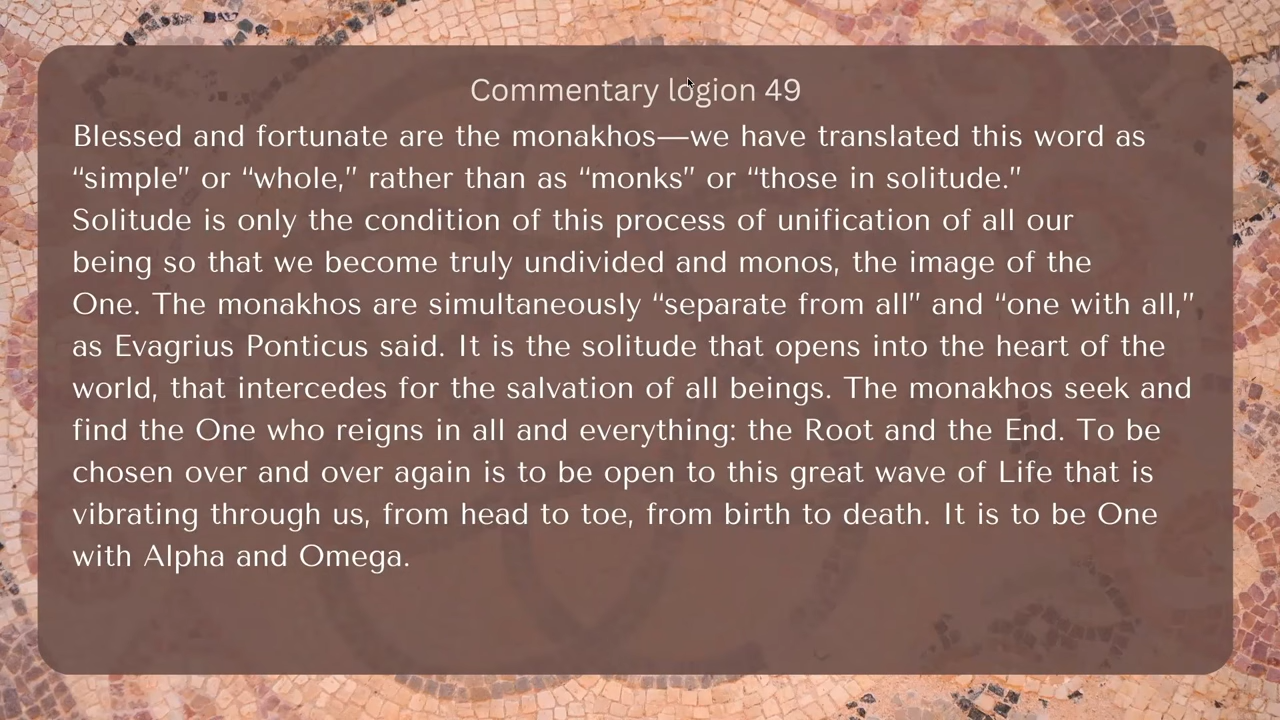 Commentary logion 49
Blessed and fortunate are the monakhos—we have translated this word as
“simple” or “whole,” rather than as “monks” or “those in solitude.”
Solitude is only the condition of this process of unification of all our
being so that we become truly undivided and monos, the image of the
One. The monakhos are simultaneously “separate from all” and “one with all,”
as Evagrius Ponticus said. It is the solitude that opens into the heart of the
world, that intercedes for the salvation of all beings. The monakhos seek and
find the One who reigns in all and everything: the Root and the End. To be
chosen over and over again is to be open to this great wave of Life that is
vibrating through us, from head to toe, from birth to death. It is to be One
with Alpha and Omega.